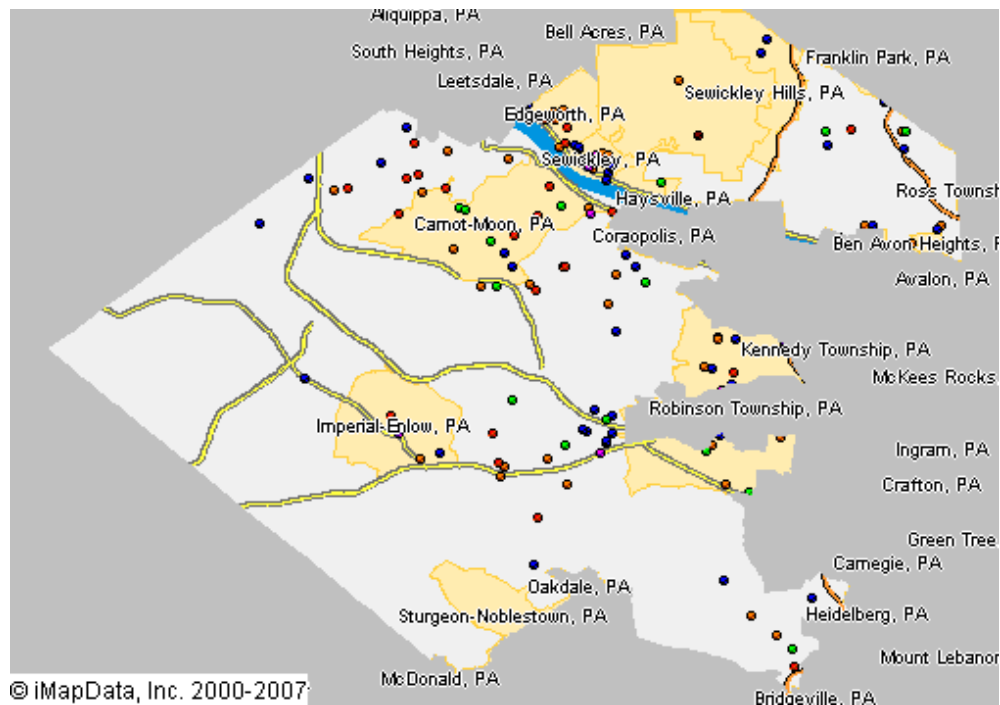 Aliquippa, PA
Bell Acres, PA
South Heights, PA
Franklin Park, PA
Leetsdale, PA
Sewickley Hills, PA
Edgeworth, PA
Sewickley, PA
Ross Townsh
Haysville, PA
Carnot-Moon, PA
Coraopolis, PA
Ben Avon Heights, P
Avalon, PA
Kennedy Township, PA
McKees Rocks
Robinson Township, PA
Imperial-Enlow, PA
Ingram, PA
Crafton, PA
Green Tree
Carnegie, PA
Oakdale, PA
Sturgeon-Noblestown, PA
Heidelberg, PA
Mount Lebanon
McDonald, PA
© iMapData, Inc. 2000-2007
Bridgeville, PA